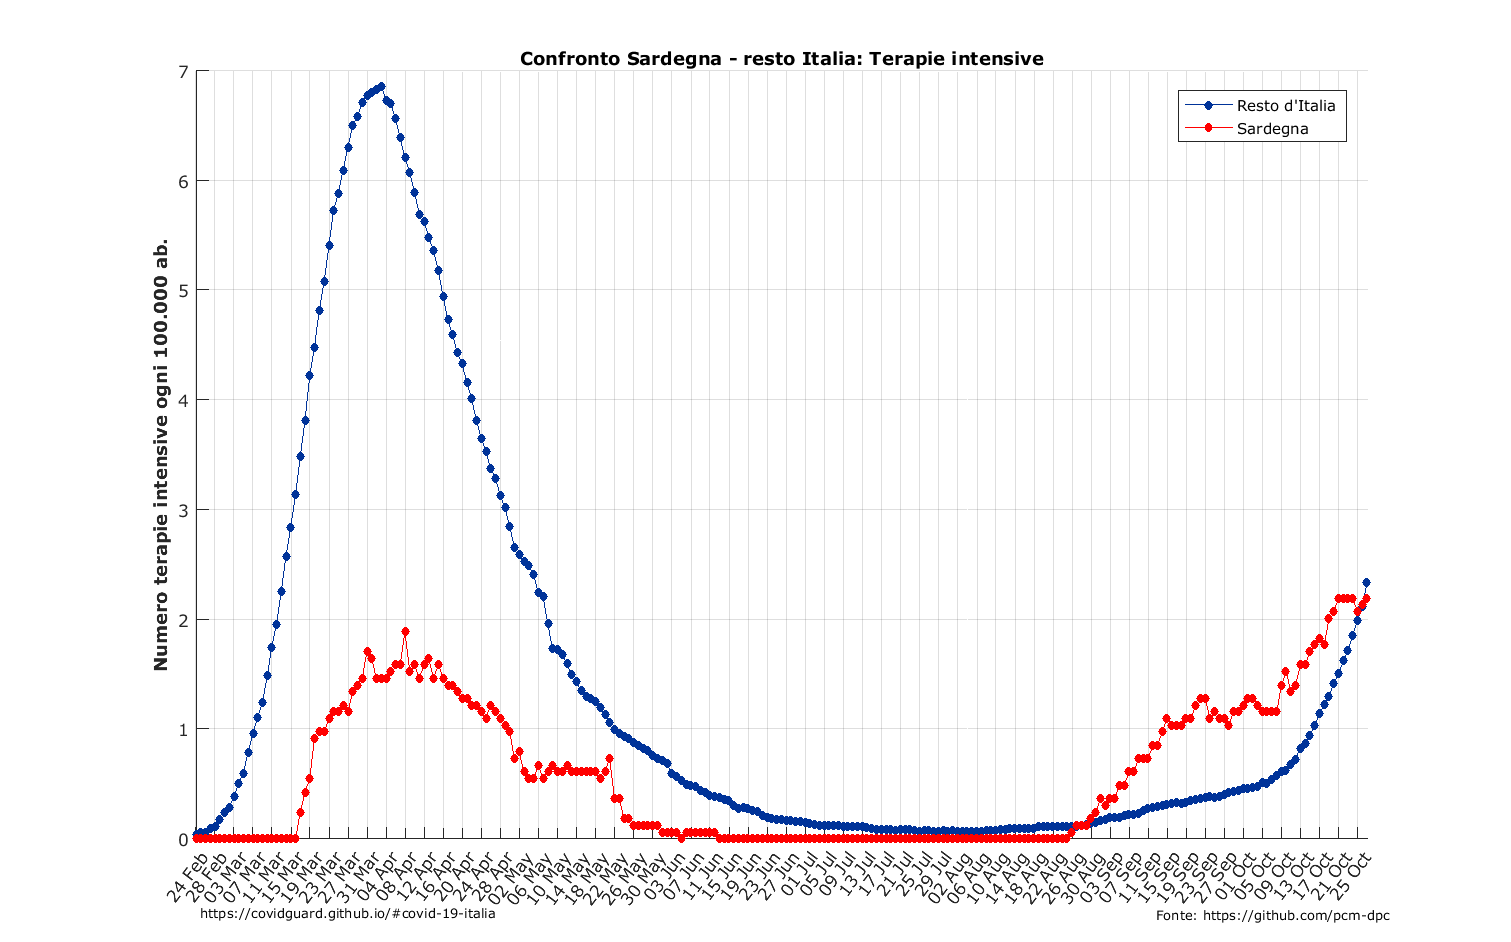 Confronto Sardegna - resto Italia: Terapie intensive
Resto d'Italia
Sardegna
Numero terapie intensive ogni 100.000 ab.
7
6
5
4
3
2
1
0
24 Feb
28 Feb
03 Mar
07 Mar
11 Mar
15 Mar
19 Mar
23 Mar
27 Mar
31 Mar
04 Apr
08 Apr
12 Apr
16 Apr
20 Apr
24 Apr
28 Apr
02 May
06 May
10 May
14 May
18 May
22 May
26 May
30 May
03 Jun
07 Jun
11 Jun
15 Jun
19 Jun
23 Jun
27 Jun
01 Jul
05 Jul
09 Jul
13 Jul
17 Jul
21 Jul
25 Jul
29 Jul
02 Aug
06 Aug
10 Aug
14 Aug
18 Aug
22 Aug
26 Aug
30 Aug
03 Sep
07 Sep
11 Sep
15 Sep
19 Sep
23 Sep
27 Sep
01 Oct
05 Oct
09 Oct
13 Oct
17 Oct
21 Oct
25 Oct
https://covidguard.github.io/#covid-19-italia
Fonte: https://github.com/pcm-dpc